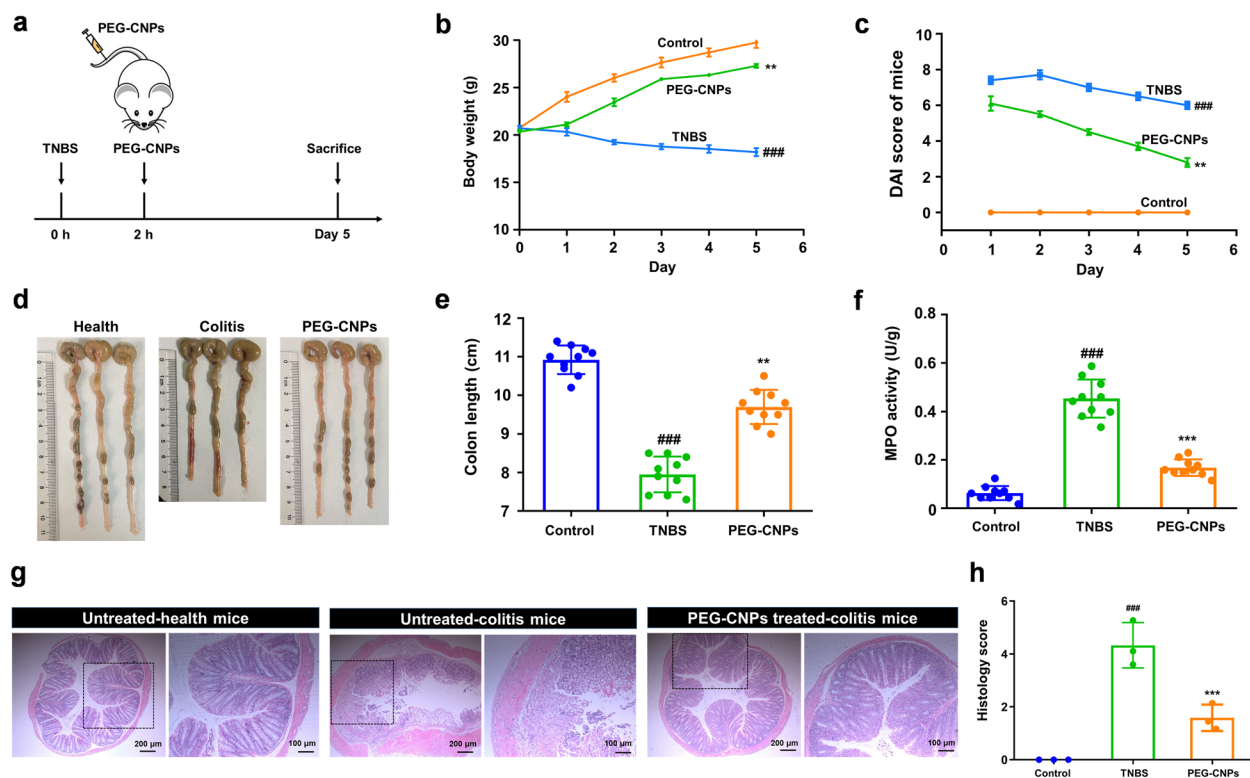 a
PEG-CNPs
TNBS
PEG-CNPs
Sacrifice
0 h
2 h
Day 5
b
Body weight (g)
30
25
20
15
10
0
1
2
3
4
5
6
Day
Control
PEG-CNPs
TNBS
**
###
c
DAI score of mice
10
8
6
4
2
0
0
1
2
3
4
5
6
Day
TNBS
###
PEG-CNPs
**
Control
d
Health
Colitis
PEG-CNPs
e
Colon length (cm)
12
11
10
9
8
7
###
**
Control
TNBS
PEG-CNPs
f
MPO activity (U/g)
0.8
0.6
0.4
0.2
0
###
***
Control
TNBS
PEG-CNPs
g
Untreated-health mice
Untreated-colitis mice
PEG-CNPs treated-colitis mice
200 μm
100 μm
200 μm
100 μm
200 μm
100 μm
h
Histology score
6
4
2
0
###
***
Control
TNBS
PEG-CNPs